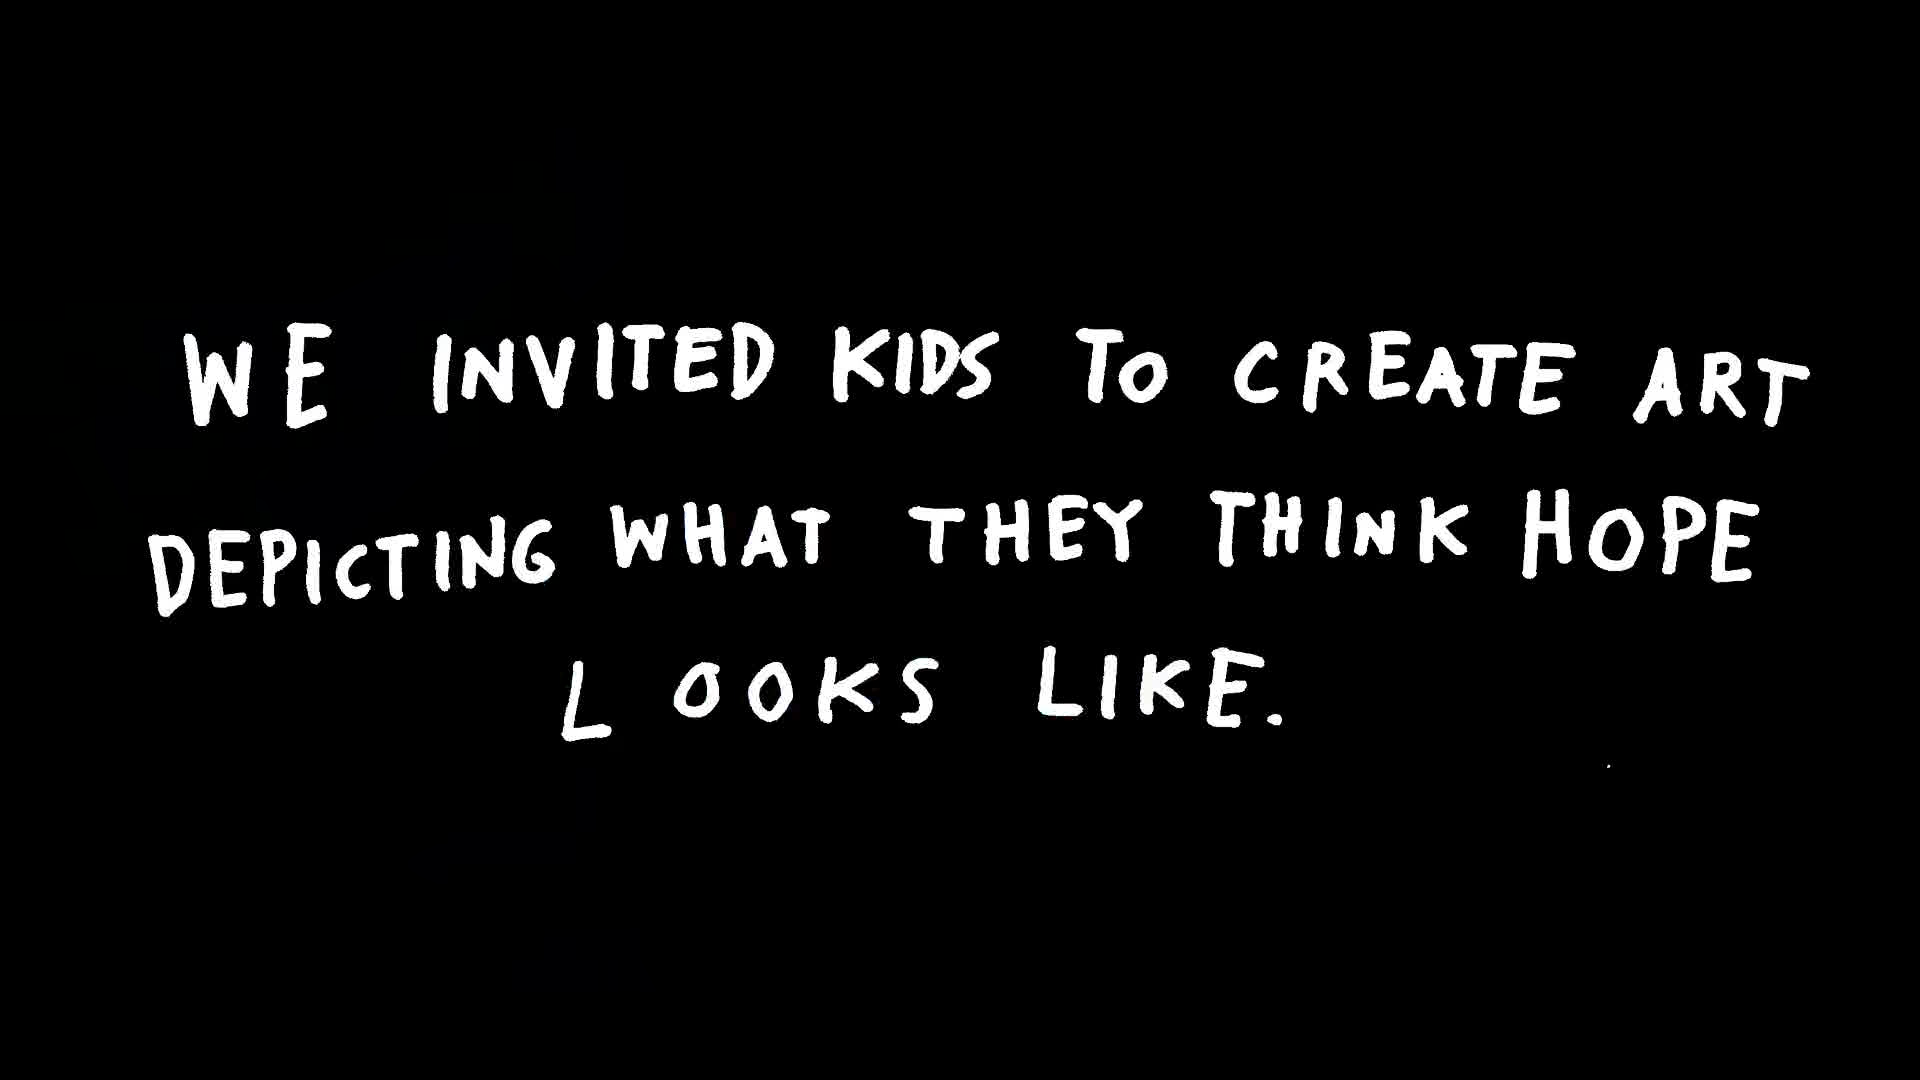 WE INVITED KIDS TO CREATE ART
DEPICTING WHAT THEY THINK HOPE
LOOKS LIKE.